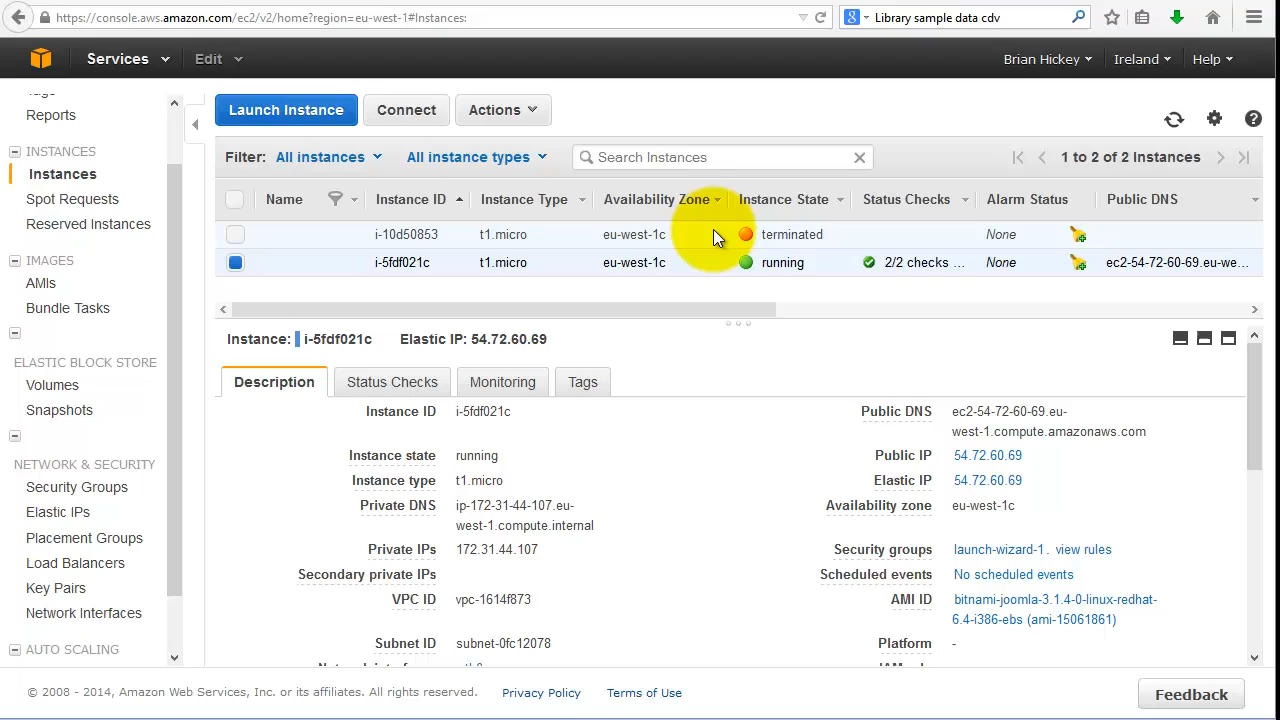 https://console.aws.amazon.com/ec2/v2/home?region=eu-west-1#Instances:
Library sample data cdv
Services Edit Brian Hickey Ireland Help
Reports
INSTANCES
Instances
Spot Requests
Reserved Instances
IMAGES
AMIs
Bundle Tasks
ELASTIC BLOCK STORE
Volumes
Snapshots
NETWORK & SECURITY
Security Groups
Elastic IPs
Placement Groups
Load Balancers
Key Pairs
Network Interfaces
AUTO SCALING
Launch Instance Connect Actions
Filter: All instances All instance types Search Instances 1 to 2 of 2 Instances
Name Instance ID Instance Type Availability Zone Instance State Status Checks Alarm Status Public DNS
i-10d50853 t1.micro eu-west-1c terminated None
i-5fdf021c t1.micro eu-west-1c running 2/2 checks ... None ec2-54-72-60-69.eu-we...
Instance: i-5fdf021c Elastic IP: 54.72.60.69
Description Status Checks Monitoring Tags
Instance ID i-5fdf021c
Instance state running
Instance type t1.micro
Private DNS ip-172-31-44-107.eu-
west-1.compute.internal
Private IPs 172.31.44.107
Secondary private IPs
VPC ID vpc-1614f873
Subnet ID subnet-0fc12078
Public DNS ec2-54-72-60-69.eu-
west-1.compute.amazonaws.com
Public IP 54.72.60.69
Elastic IP 54.72.60.69
Availability zone eu-west-1c
Security groups launch-wizard-1. view rules
Scheduled events No scheduled events
AMI ID bitnami-joomla-3.1.4-0-linux-redhat-
6.4-i386-ebs (ami-15061861)
Platform -
© 2008 - 2014, Amazon Web Services, Inc. or its affiliates. All rights reserved. Privacy Policy Terms of Use Feedback